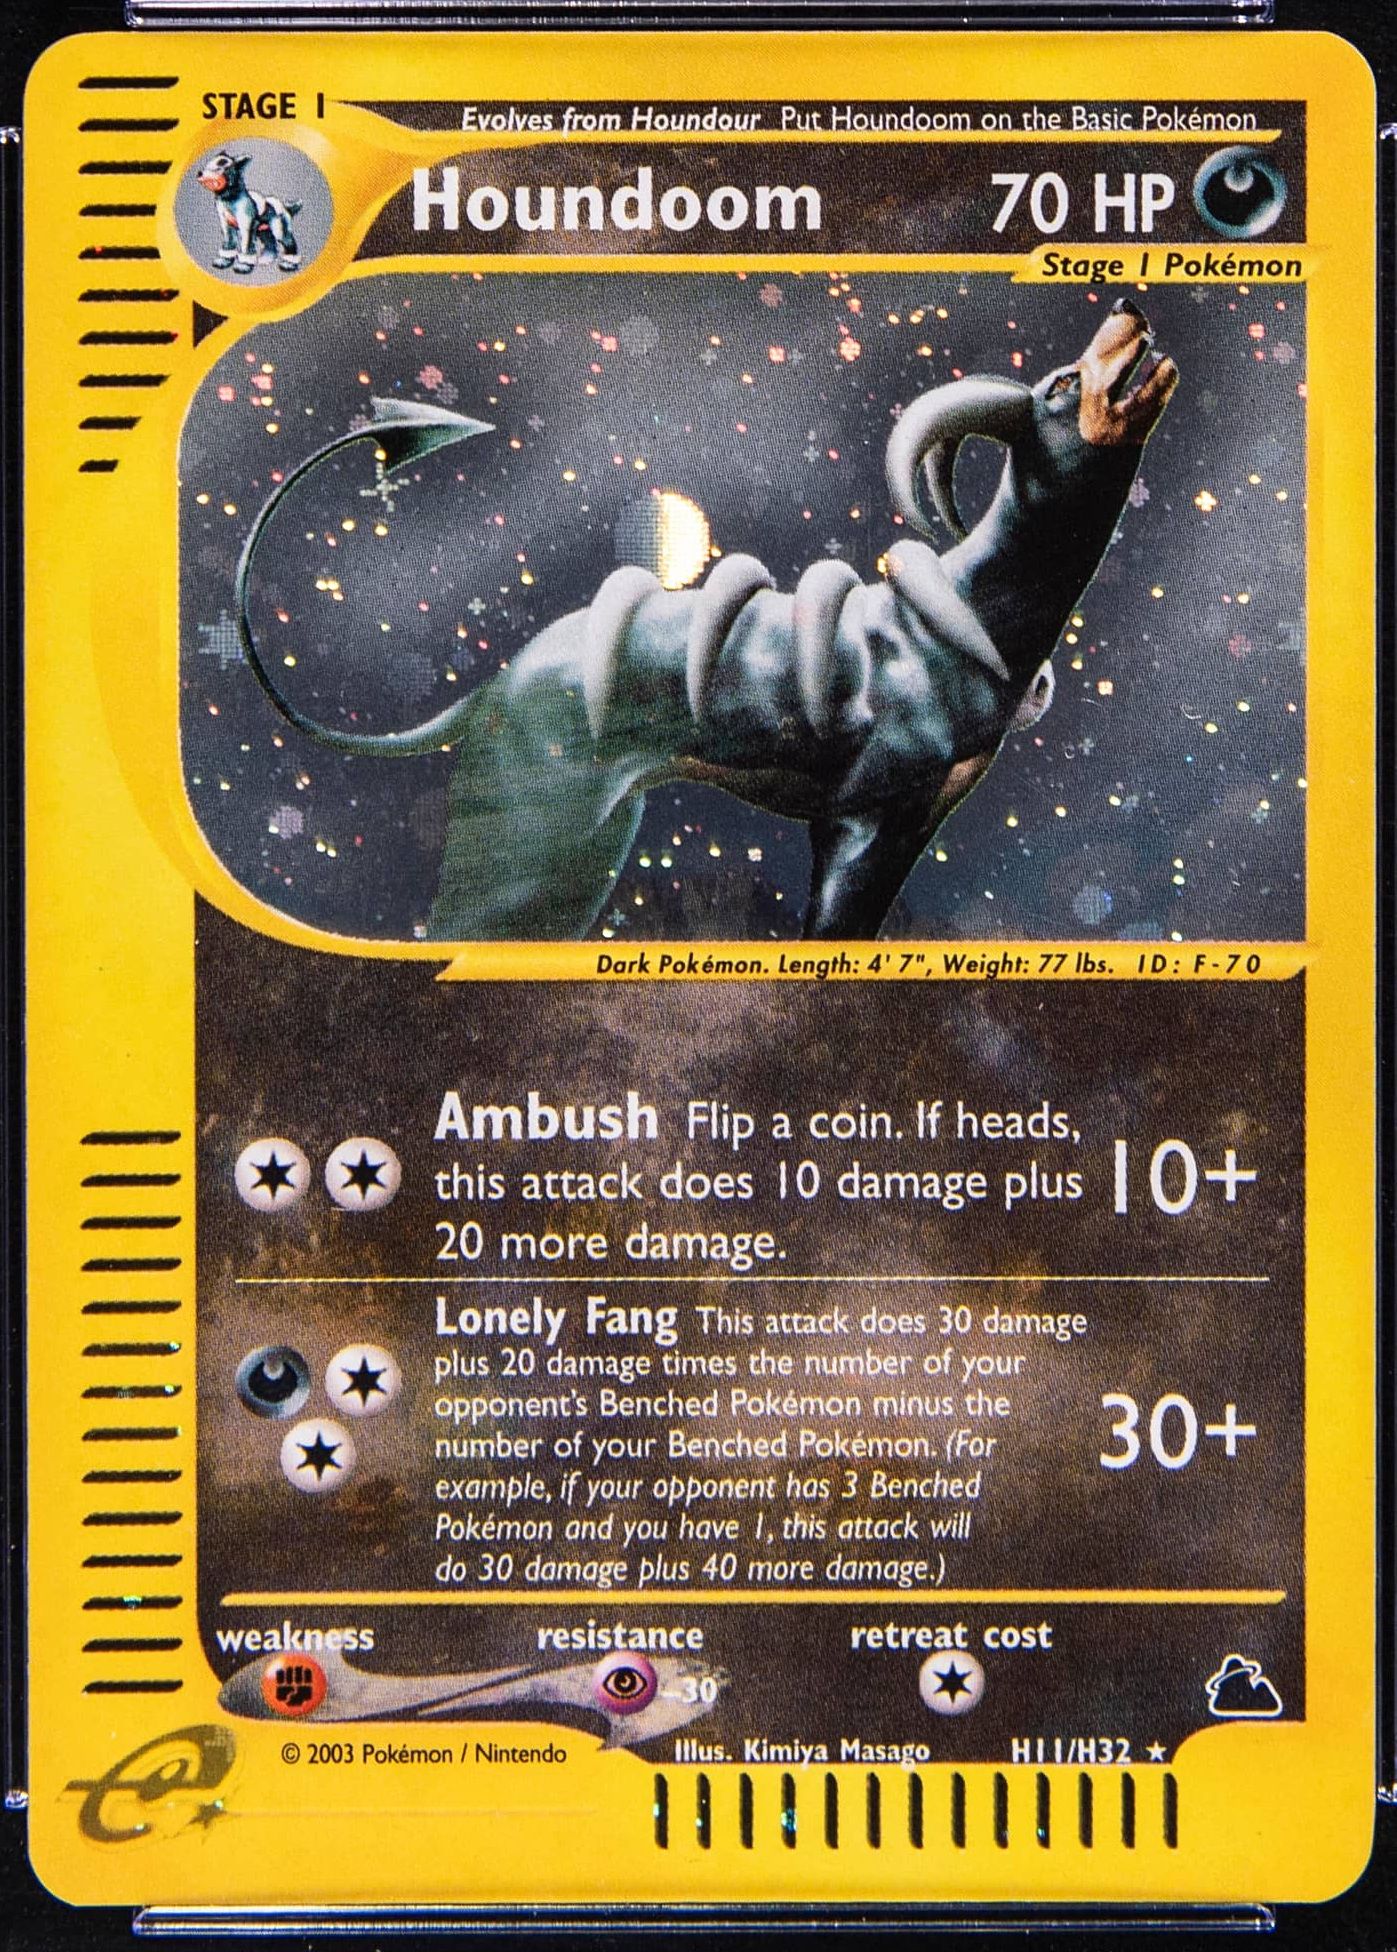 STAGE 1
Evolves from Houndour Put Houndoom on the Basic Pokémon
Houndoom 70 HP
Stage 1 Pokémon
Dark Pokémon. Length: 4' 7", Weight: 77 lbs. ID: F-70
Ambush Flip a coin. If heads,
this attack does 10 damage plus 10+
20 more damage.
Lonely Fang This attack does 30 damage
plus 20 damage times the number of your
opponent's Benched Pokémon minus the
number of your Benched Pokémon. (For 30+
example, if your opponent has 3 Benched
Pokémon and you have 1, this attack will
do 30 damage plus 40 more damage.)
weakness resistance retreat cost
-30
© 2003 Pokémon / Nintendo Illus. Kimiya Masago H11/H32 ★
e